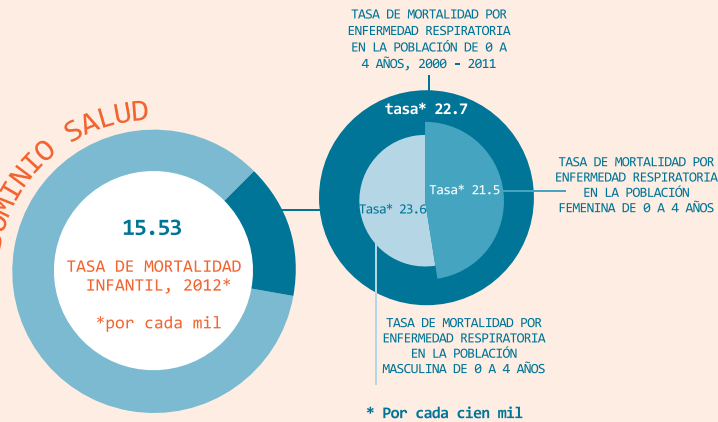 DOMINIO SALUD
15.53
TASA DE MORTALIDAD
INFANTIL, 2012*
*por cada mil
TASA DE MORTALIDAD POR
ENFERMEDAD RESPIRATORIA
EN LA POBLACIÓN DE 0 A
4 AÑOS, 2000 - 2011
tasa* 22.7
Tasa* 21.5
Tasa* 23.6
TASA DE MORTALIDAD POR
ENFERMEDAD RESPIRATORIA
EN LA POBLACIÓN
FEMENINA DE 0 A 4 AÑOS
TASA DE MORTALIDAD POR
ENFERMEDAD RESPIRATORIA
EN LA POBLACIÓN
MASCULINA DE 0 A 4 AÑOS
* Por cada cien mil